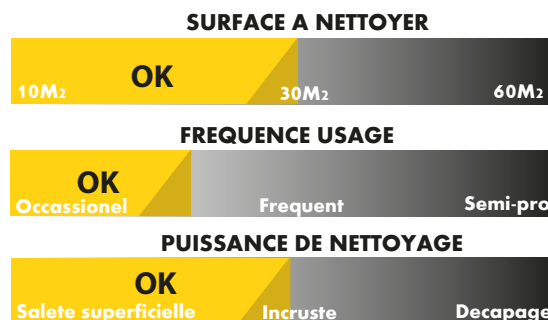 SURFACE A NETTOYER
OK
10M2 30M2 60M2
FREQUENCE USAGE
OK
Occassionel Frequent Semi-pro
PUISSANCE DE NETTOYAGE
OK
Salete superficielle Incruste Decapage